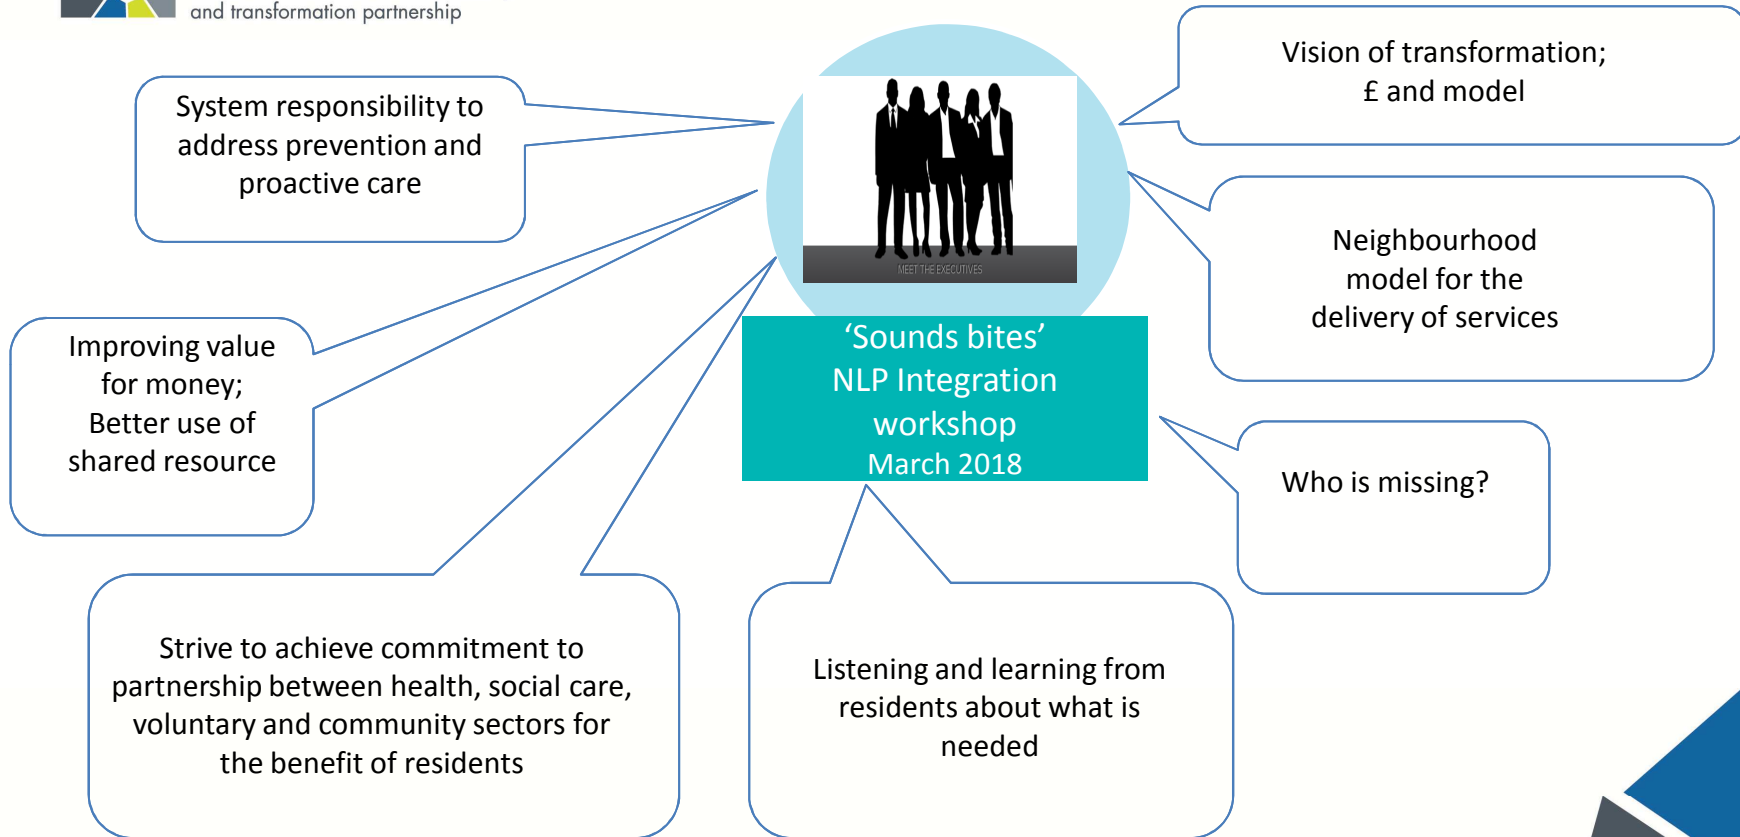 and transformation partnership
Vision of transformation;
£ and model
System responsibility to
address prevention and
proactive care
MEET THE EXECUTIVES
Neighbourhood
model for the
delivery of services
Improving value
for money;
Better use of
shared resource
‘Sounds bites’
NLP Integration
workshop
March 2018
Who is missing?
Strive to achieve commitment to
partnership between health, social care,
voluntary and community sectors for
the benefit of residents
Listening and learning from
residents about what is
needed